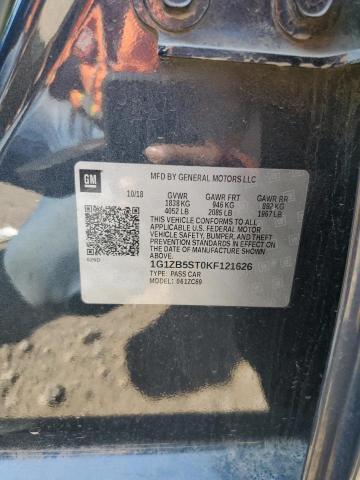 GM
MFD BY GENERAL MOTORS LLC
10/18 GVWR GAWR FRT GAWR RR
1838 KG 946 KG 892 KG
4052 LB 2085 LB 1967 LB
THIS VEHICLE CONFORMS TO ALL
APPLICABLE U.S. FEDERAL MOTOR
VEHICLE SAFETY, BUMPER, AND THEFT
PREVENTION STANDARDS IN EFFECT ON
THE DATE OF MANUFACTURE SHOWN
ABOVE.
1G1ZB5ST0KF121626
TYPE: PASS CAR
MODEL: 061ZC69